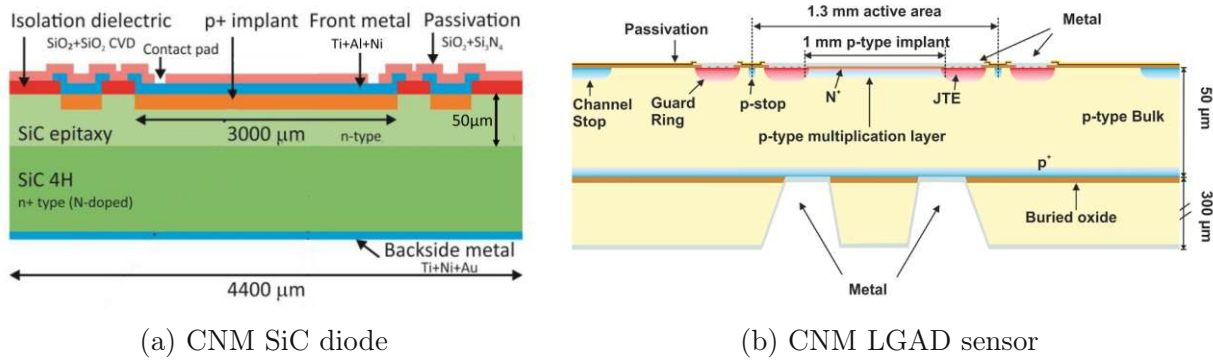 Isolation dielectric
SiO₂+SiO₂ CVD
p+ implant
Contact pad
Front metal
Ti+Al+Ni
Passivation
SiO₂+Si₃N₄
50μm
3000 μm
SiC epitaxy
n-type
SiC 4H
n+ type (N-doped)
Backside metal
Ti+Ni+Au
4400 μm
(a) CNM SiC diode
1.3 mm active area
Metal
Passivation
1 mm p-type implant
Channel
Stop
Guard
Ring
p-stop
N⁺
JTE
p-type multiplication layer
p-type Bulk
50 μm
p⁺
Buried oxide
300 μm
Metal
(b) CNM LGAD sensor